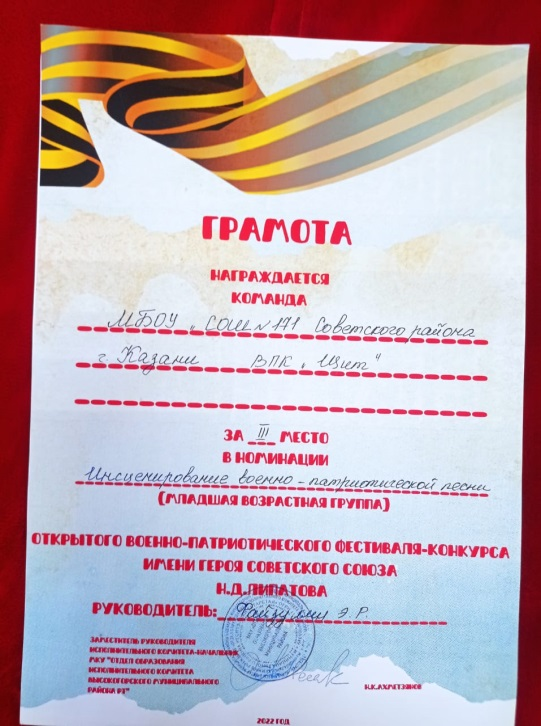 ГРАМОТА
НАГРАЖДАЕТСЯ
КОМАНДА
МБОУ „СОШ №171 Советского района
г. Казани ВПК „Щит"
ЗА III МЕСТО
В НОМИНАЦИИ
Инсценирование военно-патриотической песни
(МЛАДШАЯ ВОЗРАСТНАЯ ГРУППА)
ОТКРЫТОГО ВОЕННО-ПАТРИОТИЧЕСКОГО ФЕСТИВАЛЯ-КОНКУРСА
ИМЕНИ ГЕРОЯ СОВЕТСКОГО СОЮЗА
Н.Д.ЛИПАТОВА
РУКОВОДИТЕЛЬ: Файзуллин Э.Р.
ЗАМЕСТИТЕЛЬ РУКОВОДИТЕЛЯ
ИСПОЛНИТЕЛЬНОГО КОМИТЕТА-НАЧАЛЬНИК
МКУ "ОТДЕЛ ОБРАЗОВАНИЯ
ИСПОЛНИТЕЛЬНОГО КОМИТЕТА
ВЫСОКОГОРСКОГО МУНИЦИПАЛЬНОГО
РАЙОНА РТ"
Н.К.АХМЕТЗЯНОВ
2022 ГОД